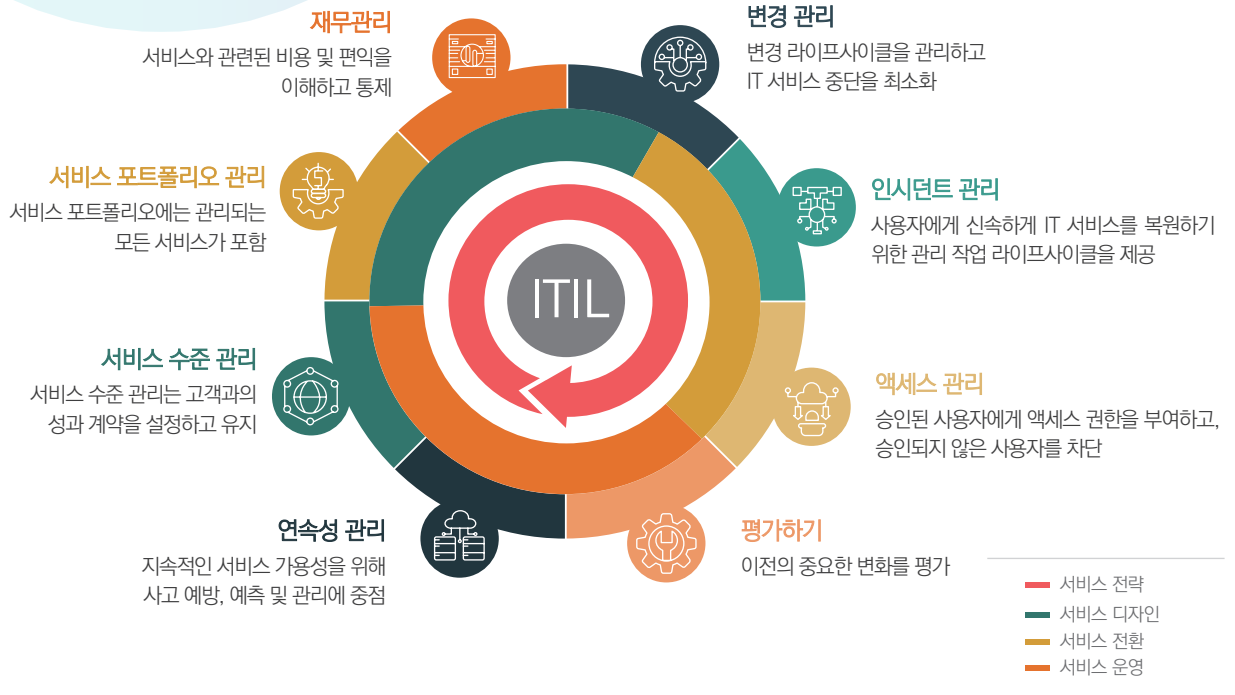 재무관리
서비스와 관련된 비용 및 편익을
이해하고 통제
변경 관리
변경 라이프사이클을 관리하고
IT 서비스 중단을 최소화
서비스 포트폴리오 관리
서비스 포트폴리오에는 관리되는
모든 서비스가 포함
인시던트 관리
사용자에게 신속하게 IT 서비스를 복원하기
위한 관리 작업 라이프사이클을 제공
ITIL
서비스 수준 관리
서비스 수준 관리는 고객과의
성과 계약을 설정하고 유지
액세스 관리
승인된 사용자에게 액세스 권한을 부여하고,
승인되지 않은 사용자를 차단
연속성 관리
지속적인 서비스 가용성을 위해
사고 예방, 예측 및 관리에 중점
평가하기
이전의 중요한 변화를 평가
서비스 전략
서비스 디자인
서비스 전환
서비스 운영